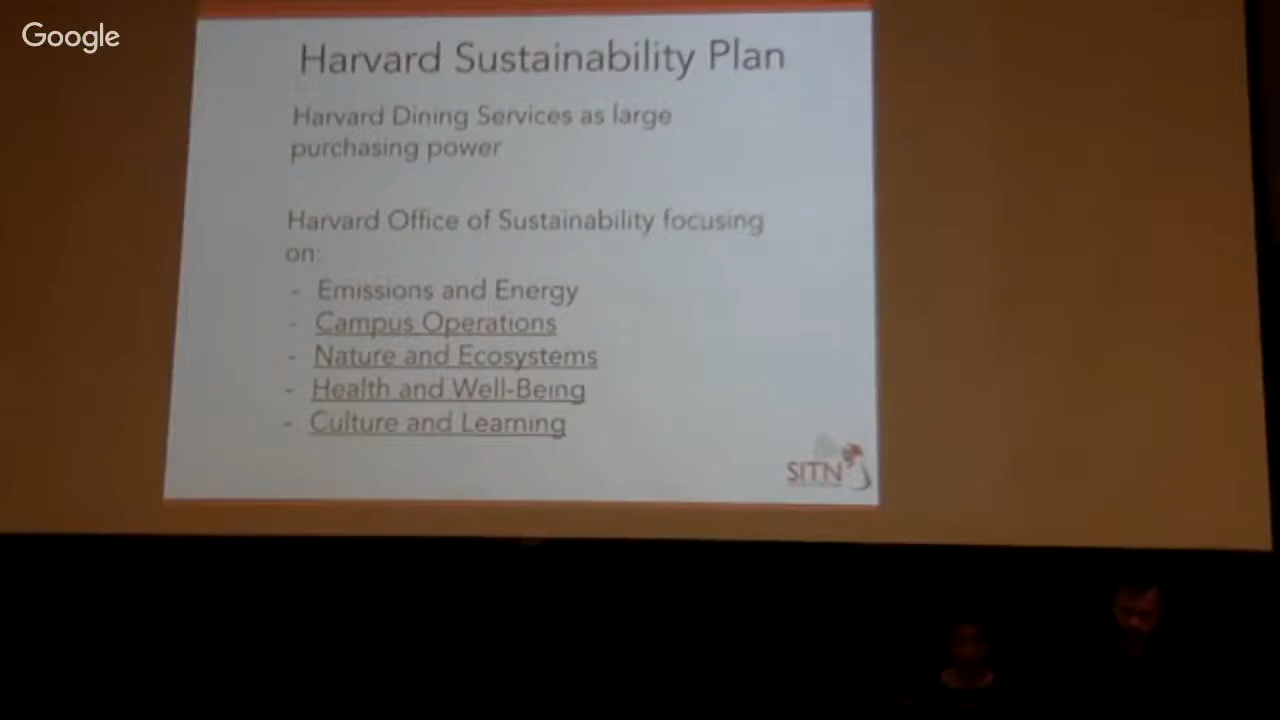 Google
Harvard Sustainability Plan
Harvard Dining Services as large
purchasing power
Harvard Office of Sustainability focusing
on:
- Emissions and Energy
- Campus Operations
- Nature and Ecosystems
- Health and Well-Being
- Culture and Learning
SITN